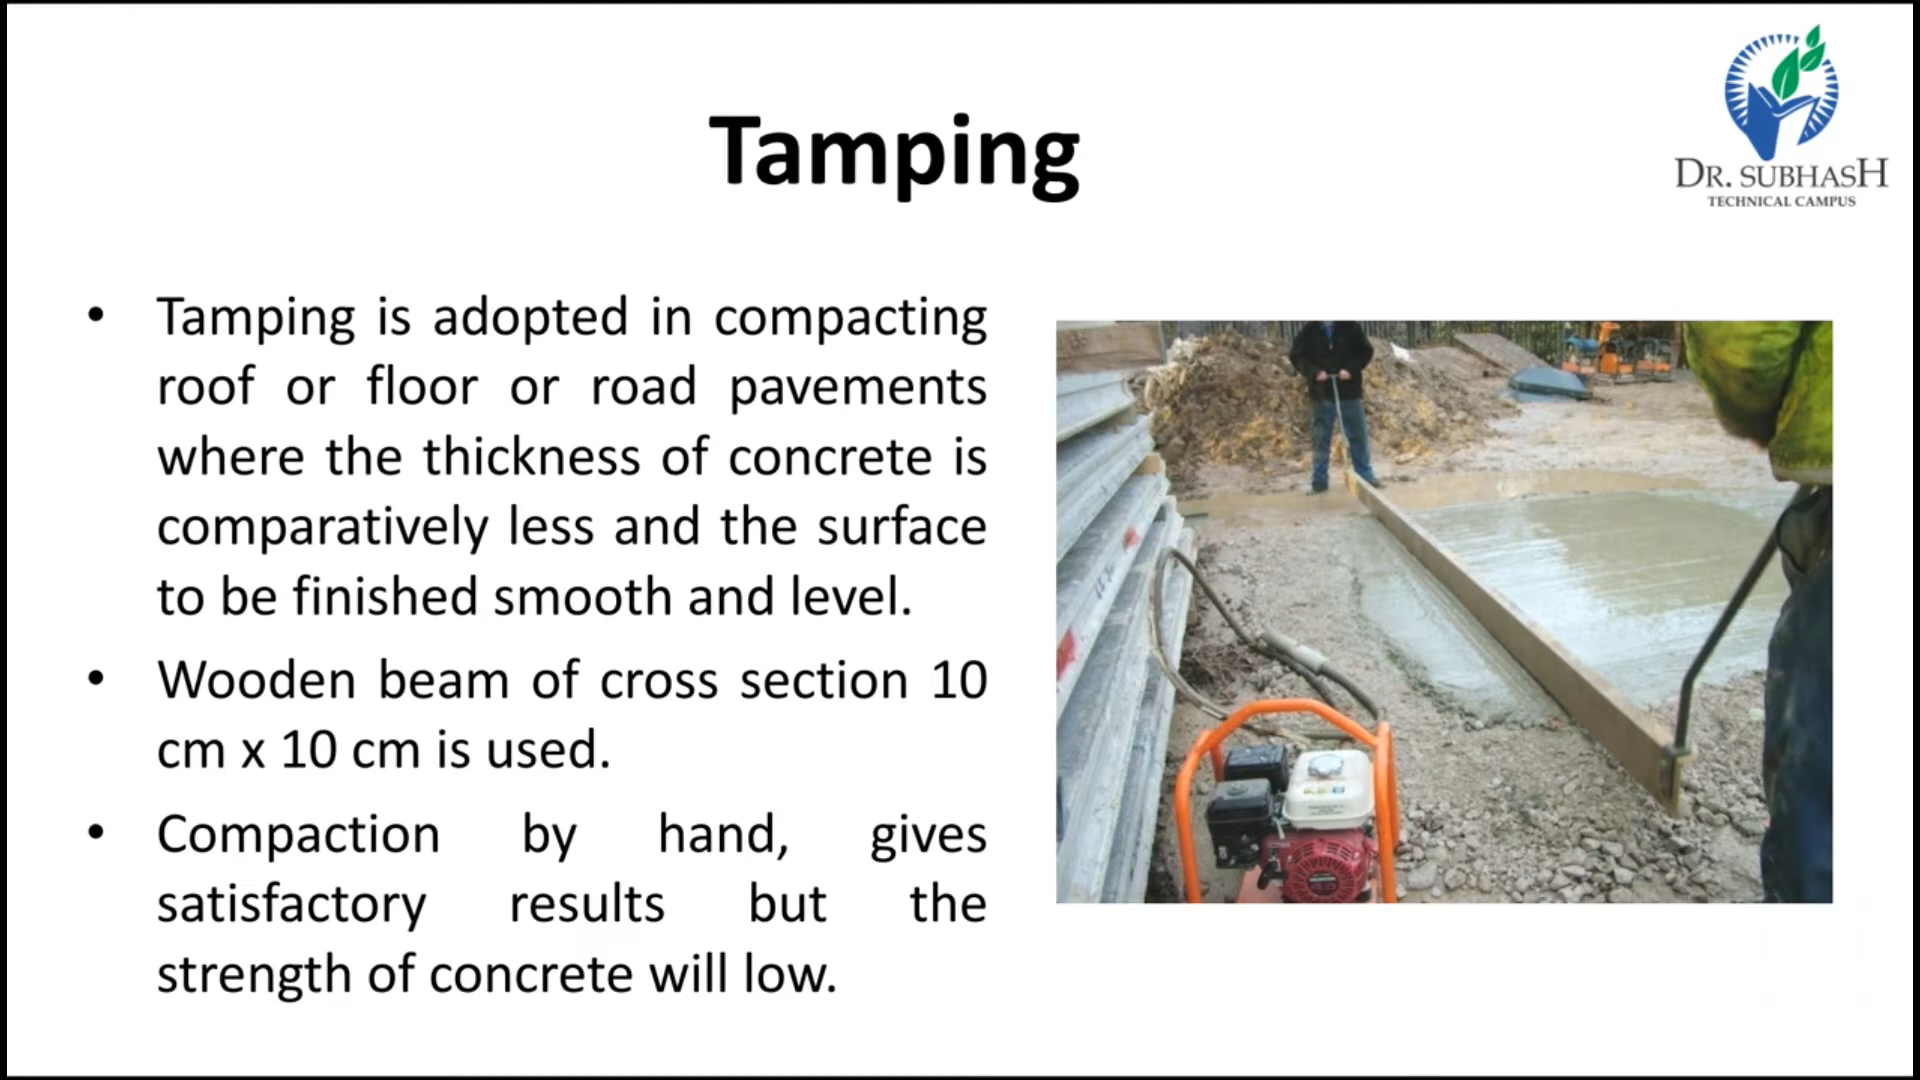 Tamping
DR. SUBHASH
TECHNICAL CAMPUS
• Tamping is adopted in compacting
roof or floor or road pavements
where the thickness of concrete is
comparatively less and the surface
to be finished smooth and level.
• Wooden beam of cross section 10
cm x 10 cm is used.
• Compaction by hand, gives
satisfactory results but the
strength of concrete will low.